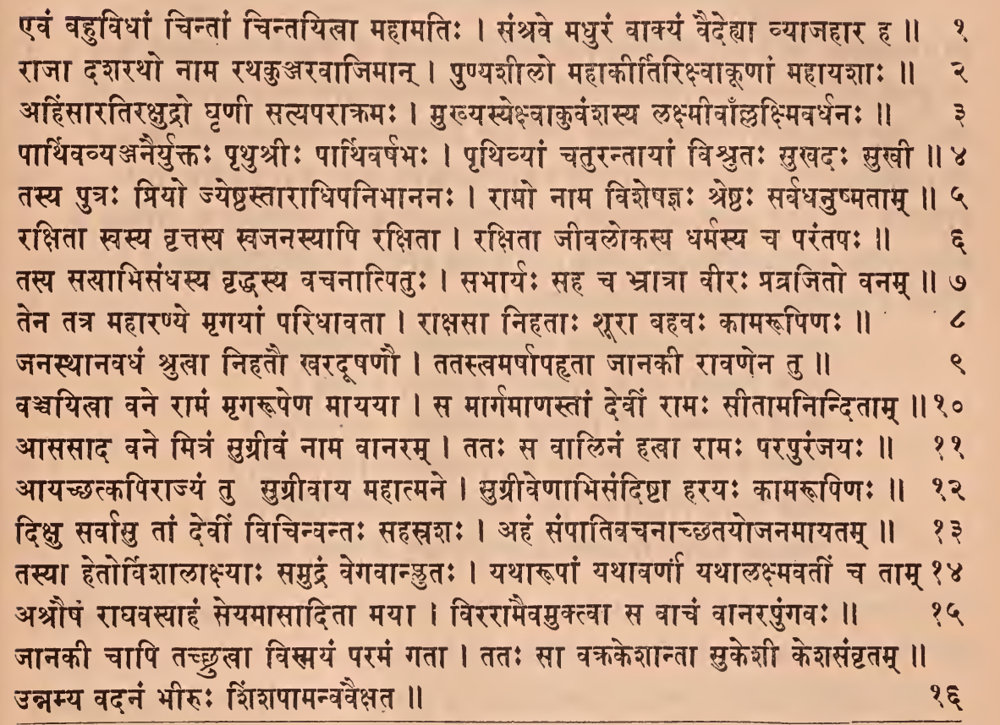 एवं बहुविधां चिन्तां चिन्तयित्वा महामतिः । संश्रवे मधुरं वाक्यं वैदेह्या व्याजहार ह ॥ १
राजा दशरथो नाम रथकुञ्जरवाजिमान् । पुण्यशीलो महाकीर्तिरिक्ष्वाकूणां महायशाः ॥ २
अहिंसारतिरक्षुद्रो घृणी सत्यपराक्रमः । मुख्यस्येक्ष्वाकुवंशस्य लक्ष्मीवाँल्लक्ष्मिवर्धनः ॥ ३
पार्थिवव्यञ्जनैर्युक्तः पृथुश्रीः पार्थिवर्षभः । पृथिव्यां चतुरन्तायां विश्रुतः सुखदः सुखी ॥ ४
तस्य पुत्रः प्रियो ज्येष्ठस्ताराधिपनिभाननः । रामो नाम विशेषज्ञः श्रेष्ठः सर्वधनुष्मताम् ॥ ५
रक्षिता स्वस्य वृत्तस्य स्वजनस्यापि रक्षिता । रक्षिता जीवलोकस्य धर्मस्य च परंतपः ॥ ६
तस्य सत्याभिसंधस्य वृद्धस्य वचनात्पितुः । सभार्यः सह च भ्रात्रा वीरः प्रव्रजितो वनम् ॥ ७
तेन तत्र महारण्ये मृगयां परिधावता । राक्षसा निहताः शूरा बहवः कामरूपिणः ॥ ८
जनस्थानवधं श्रुत्वा निहतौ खरदूषणौ । ततस्त्वमर्षापहृता जानकी रावणेन तु ॥ ९
वञ्चयित्वा वने रामं मृगरूपेण मायया । स मार्गमाणस्तां देवीं रामः सीतामनिन्दिताम् ॥ १०
आससाद वने मित्रं सुग्रीवं नाम वानरम् । ततः स वालिनं हत्वा रामः परपुरंजयः ॥ ११
आयच्छत्कपिराज्यं तु सुग्रीवाय महात्मने । सुग्रीवेणाभिसंदिष्टा हरयः कामरूपिणः ॥ १२
दिक्षु सर्वासु तां देवीं विचिन्वन्तः सहस्रशः । अहं संपातिवचनाच्छतयोजनमायतम् ॥ १३
तस्या हेतोर्विशालाक्ष्याः समुद्रं वेगवान्प्लुतः । यथारूपां यथावर्णां यथालक्ष्मवतीं च ताम् १४
अश्रौषं राघवस्याहं सेयमासादिता मया । विररामैवमुक्त्वा स वाचं वानरपुंगवः ॥ १५
जानकी चापि तच्छ्रुत्वा विस्मयं परमं गता । ततः सा वक्रकेशान्ता सुकेशी केशसंवृतम् ॥
उन्नम्य वदनं भीरुः शिंशपामन्ववैक्षत ॥ १६